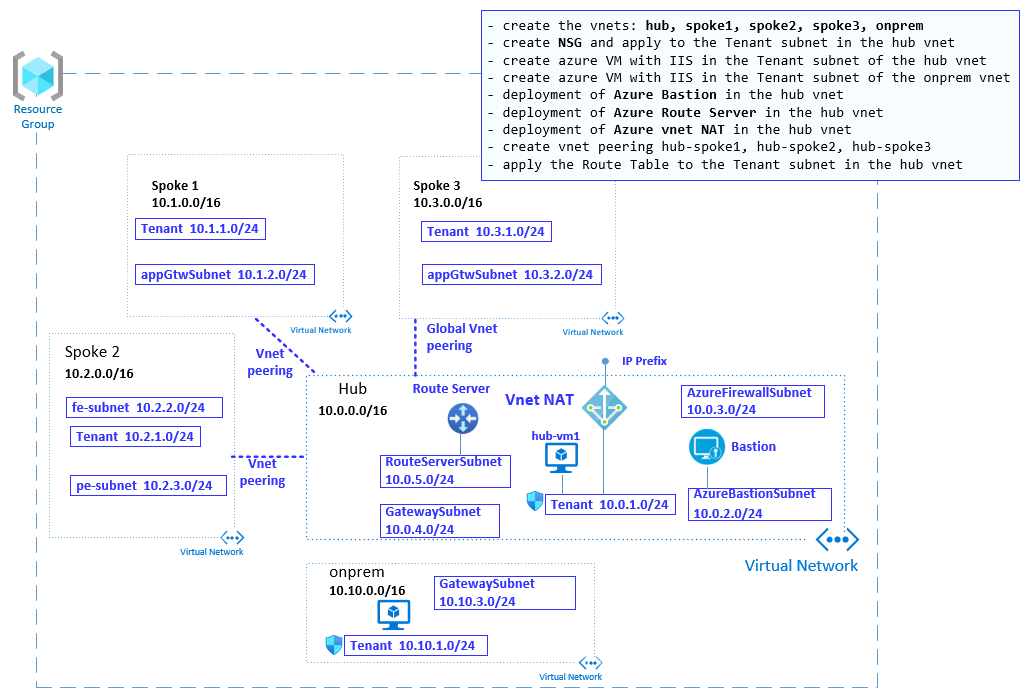 - create the vnets: hub, spoke1, spoke2, spoke3, onprem
- create NSG and apply to the Tenant subnet in the hub vnet
- create azure VM with IIS in the Tenant subnet of the hub vnet
- create azure VM with IIS in the Tenant subnet of the onprem vnet
- deployment of Azure Bastion in the hub vnet
- deployment of Azure Route Server in the hub vnet
- deployment of Azure vnet NAT in the hub vnet
- create vnet peering hub-spoke1, hub-spoke2, hub-spoke3
- apply the Route Table to the Tenant subnet in the hub vnet
Resource
Group
Spoke 1
10.1.0.0/16
Tenant 10.1.1.0/24
appGtwSubnet 10.1.2.0/24
Virtual Network
Spoke 3
10.3.0.0/16
Tenant 10.3.1.0/24
appGtwSubnet 10.3.2.0/24
Virtual Network
Vnet
peering
Global Vnet
peering
Spoke 2
10.2.0.0/16
fe-subnet 10.2.2.0/24
Tenant 10.2.1.0/24
pe-subnet 10.2.3.0/24
Virtual Network
Vnet
peering
Hub
10.0.0.0/16
Route Server
RouteServerSubnet
10.0.5.0/24
GatewaySubnet
10.0.4.0/24
Vnet NAT
IP Prefix
hub-vm1
Tenant 10.0.1.0/24
AzureFirewallSubnet
10.0.3.0/24
Bastion
AzureBastionSubnet
10.0.2.0/24
Virtual Network
onprem
10.10.0.0/16
GatewaySubnet
10.10.3.0/24
Tenant 10.10.1.0/24
Virtual Network